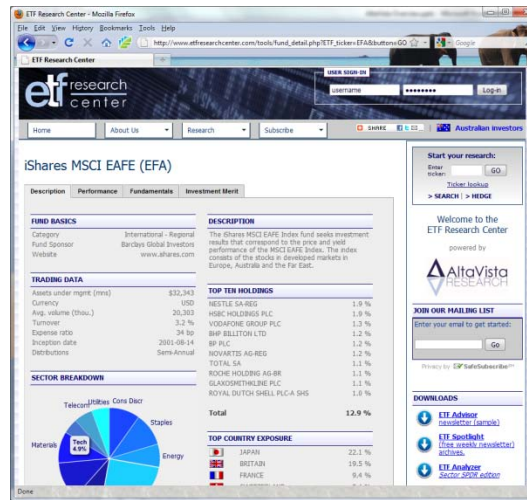 ETF Research Center - Mozilla Firefox
File Edit View History Bookmarks Tools Help
http://www.etfresearchcenter.com/tools/fund_detail.php?ETF_ticker=EFA&button=GO
Google
ETF Research Center
USER SIGN-IN
etf research center
username
Log-in
Home
About Us
Research
Subscribe
SHARE
Australian investors
iShares MSCI EAFE (EFA)
Description Performance Fundamentals Investment Merit
FUND BASICS
Category International - Regional
Fund Sponsor Barclays Global Investors
Website www.ishares.com
TRADING DATA
Assets under mgmt (mns) $32,343
Currency USD
Avg. volume (thou.) 20,303
Turnover 3.2 %
Expense ratio 34 bp
Inception date 2001-08-14
Distributions Semi-Annual
SECTOR BREAKDOWN
Telecom
Utilities
Cons Discr
Staples
Energy
Tech
4.9%
Materials
DESCRIPTION
The iShares MSCI EAFE Index fund seeks investment
results that correspond to the price and yield
performance of the MSCI EAFE Index. The index
consists of the stocks in developed markets in
Europe, Australia and the Far East.
TOP TEN HOLDINGS
NESTLE SA-REG 1.9 %
HSBC HOLDINGS PLC 1.9 %
VODAFONE GROUP PLC 1.3 %
BHP BILLITON LTD 1.2 %
BP PLC 1.2 %
NOVARTIS AG-REG 1.2 %
TOTAL SA 1.1 %
ROCHE HOLDING AG-BR 1.1 %
GLAXOSMITHKLINE PLC 1.1 %
ROYAL DUTCH SHELL PLC-A SHS 1.0 %
Total 12.9 %
TOP COUNTRY EXPOSURE
JAPAN 22.1 %
BRITAIN 19.5 %
FRANCE 9.4 %
Start your research:
Enter
ticker:
GO
Ticker lookup
> SEARCH | > HEDGE
Welcome to the
ETF Research Center
powered by
AltaVista
RESEARCH
JOIN OUR MAILING LIST
Enter your email to get started:
Go
Privacy by SafeSubscribe
DOWNLOADS
ETF Advisor
newsletter (sample)
ETF Spotlight
(free weekly newsletter)
archives.
ETF Analyzer
Sector SPDR edition
Done